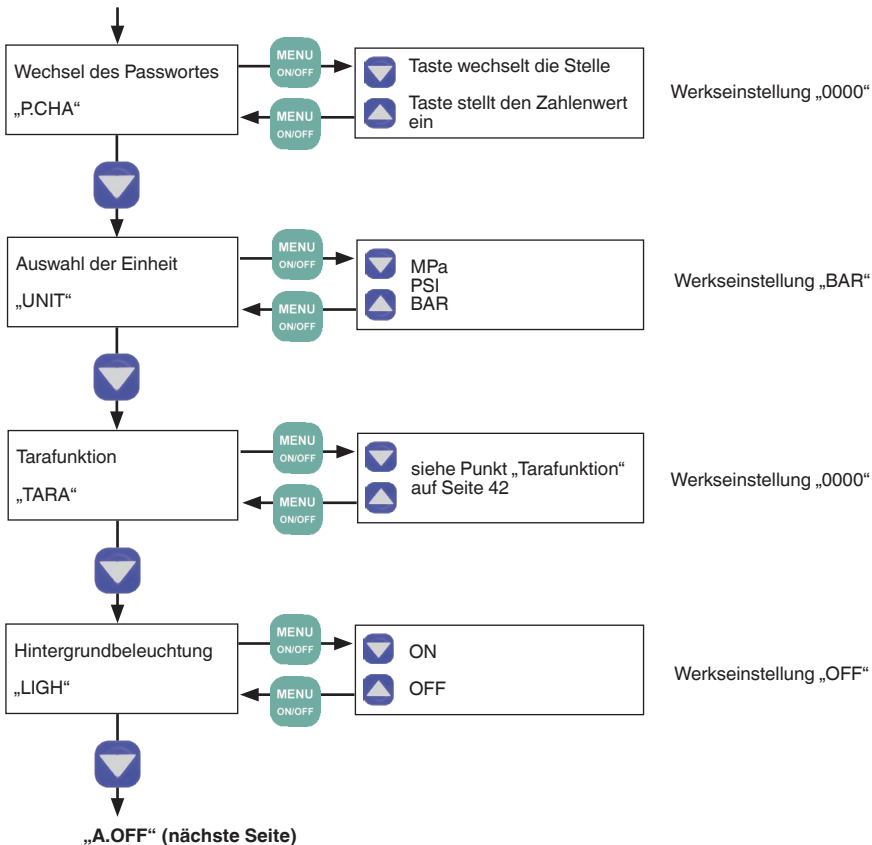 Wechsel des Passwortes
„P.CHA“
MENU
ON/OFF
MENU
ON/OFF
Taste wechselt die Stelle
Taste stellt den Zahlenwert
ein
Werkseinstellung „0000“
Auswahl der Einheit
„UNIT“
MENU
ON/OFF
MENU
ON/OFF
MPa
PSI
BAR
Werkseinstellung „BAR“
Tarafunktion
„TARA“
MENU
ON/OFF
MENU
ON/OFF
siehe Punkt „Tarafunktion“
auf Seite 42
Werkseinstellung „0000“
Hintergrundbeleuchtung
„LIGH“
MENU
ON/OFF
MENU
ON/OFF
ON
OFF
Werkseinstellung „OFF“
„A.OFF“ (nächste Seite)